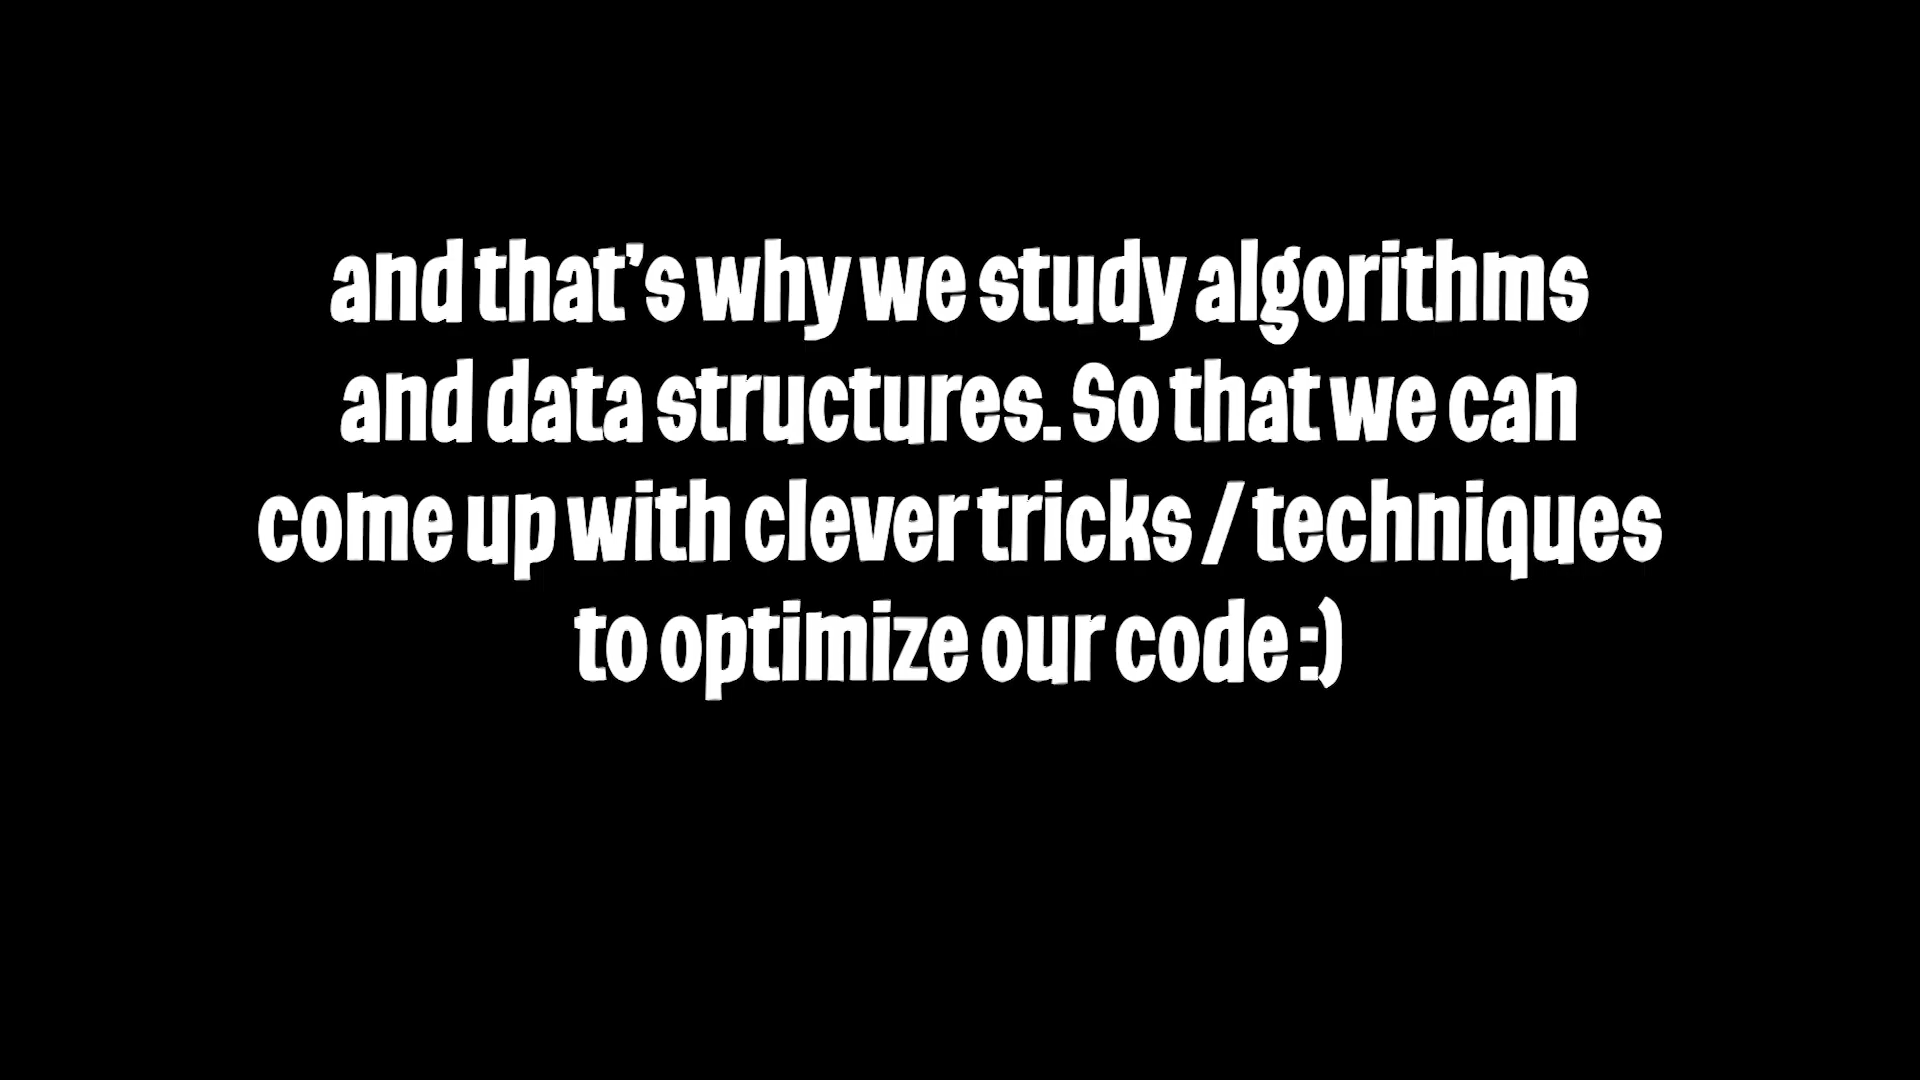 and that’s why we study algorithms
and data structures. So that we can
come up with clever tricks / techniques
to optimize our code :)